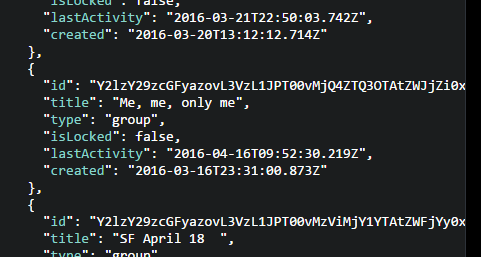 "isLocked": false,
"lastActivity": "2016-03-21T22:50:03.742Z",
"created": "2016-03-20T13:12:12.714Z"
},
{
"id": "Y2lzY29zcGFyazovL3VzL1JPT00vMjQ4ZTQ3OTAtZWJjZi0x
"title": "Me, me, only me",
"type": "group",
"isLocked": false,
"lastActivity": "2016-04-16T09:52:30.219Z",
"created": "2016-03-16T23:31:00.873Z"
},
{
"id": "Y2lzY29zcGFyazovL3VzL1JPT00vMzViMjY1YTAtZWFjYy0x
"title": "SF April 18  ",
"type": "group"